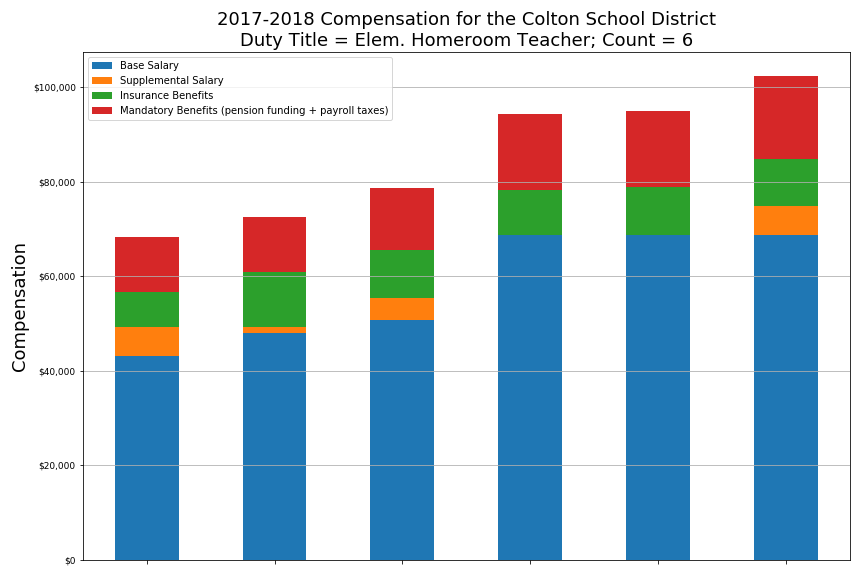 2017-2018 Compensation for the Colton School District
Duty Title = Elem. Homeroom Teacher; Count = 6
Base Salary
Supplemental Salary
Insurance Benefits
Mandatory Benefits (pension funding + payroll taxes)
$100,000
$80,000
$60,000
$40,000
$20,000
$0
Compensation